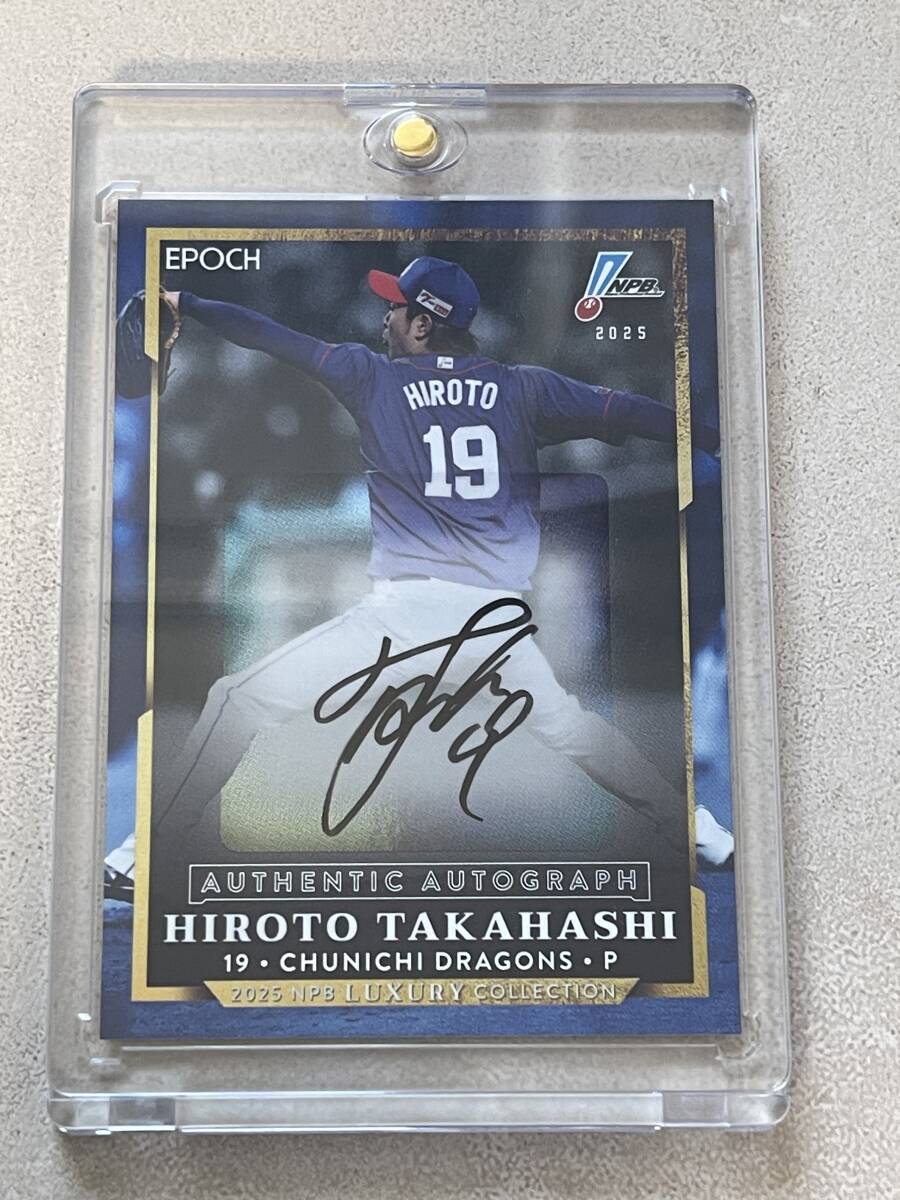 EPOCH
NPB
2025
HIROTO
19
AUTHENTIC AUTOGRAPH
HIROTO TAKAHASHI
19 • CHUNICHI DRAGONS • P
2025 NPB LUXURY COLLECTION